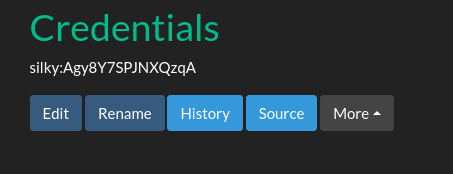 Credentials
silky:Agy8Y7SPJNXQzqA
Edit Rename History Source More